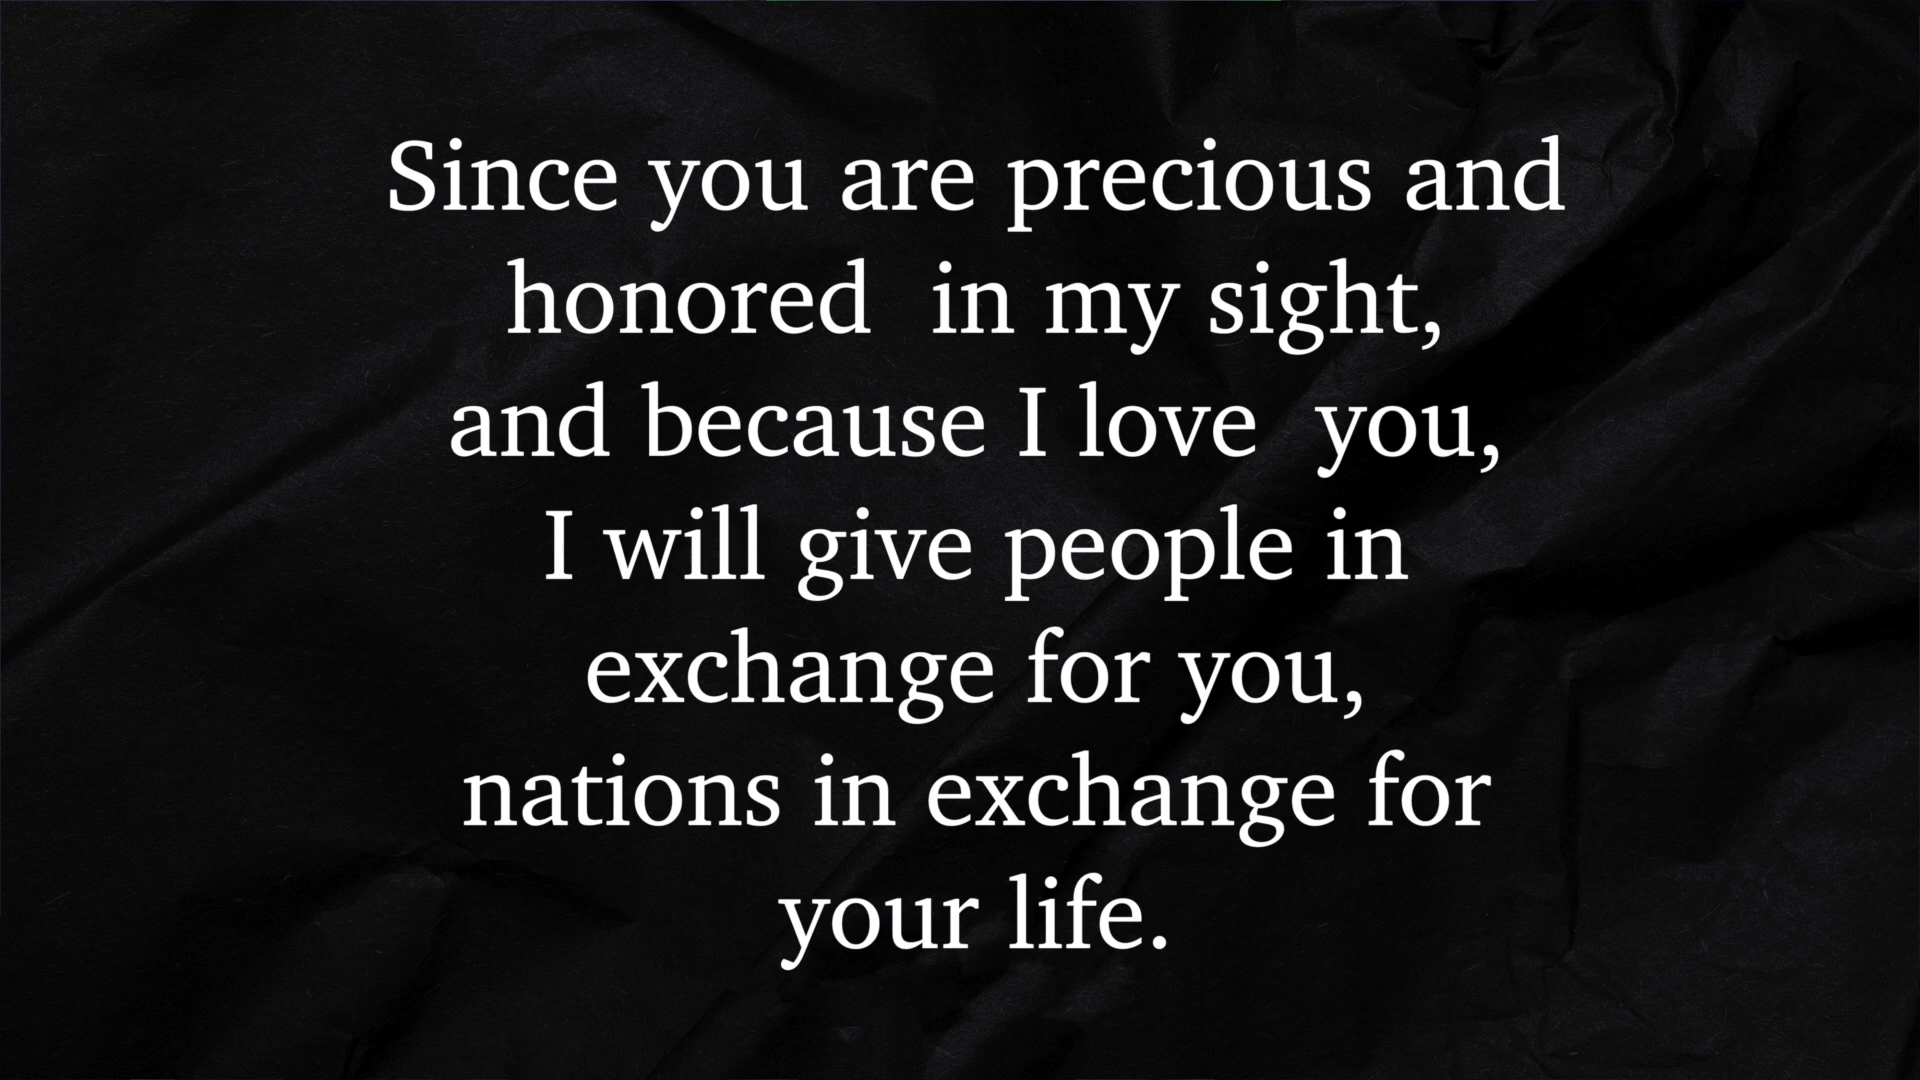 Since you are precious and
honored  in my sight,
and because I love  you,
I will give people in
exchange for you,
nations in exchange for
your life.